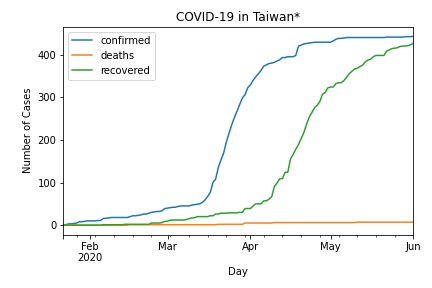 COVID-19 in Taiwan*
confirmed
deaths
recovered
Number of Cases
400
300
200
100
0
Feb
2020
Mar
Apr
May
Jun
Day